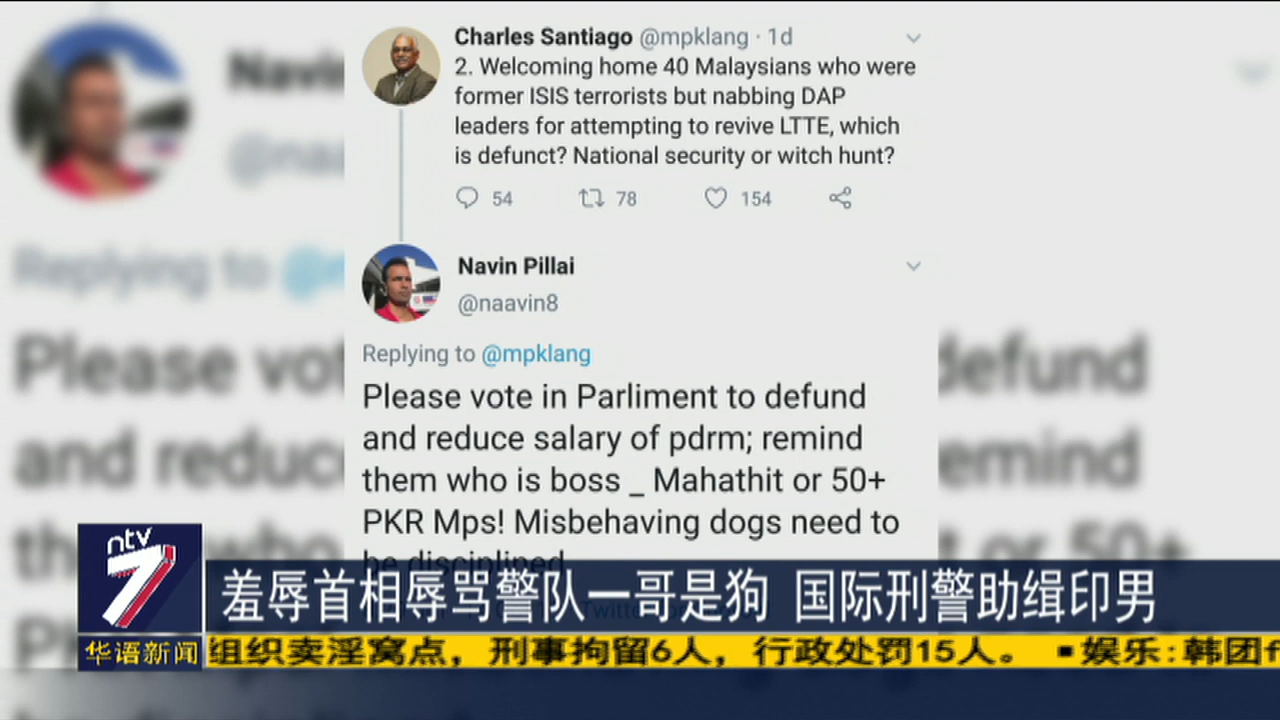 Charles Santiago @mpklang · 1d
2. Welcoming home 40 Malaysians who were
former ISIS terrorists but nabbing DAP
leaders for attempting to revive LTTE, which
is defunct? National security or witch hunt?
54 78 154
Navin Pillai
@naavin8
Replying to @mpklang
Please vote in Parliment to defund
and reduce salary of pdrm; remind
them who is boss _ Mahathit or 50+
PKR Mps! Misbehaving dogs need to
be disciplined
ntv
7
羞辱首相辱骂警队一哥是狗 国际刑警助缉印男
华语新闻
组织卖淫窝点，刑事拘留6人，行政处罚15人。 ■娱乐:韩团f